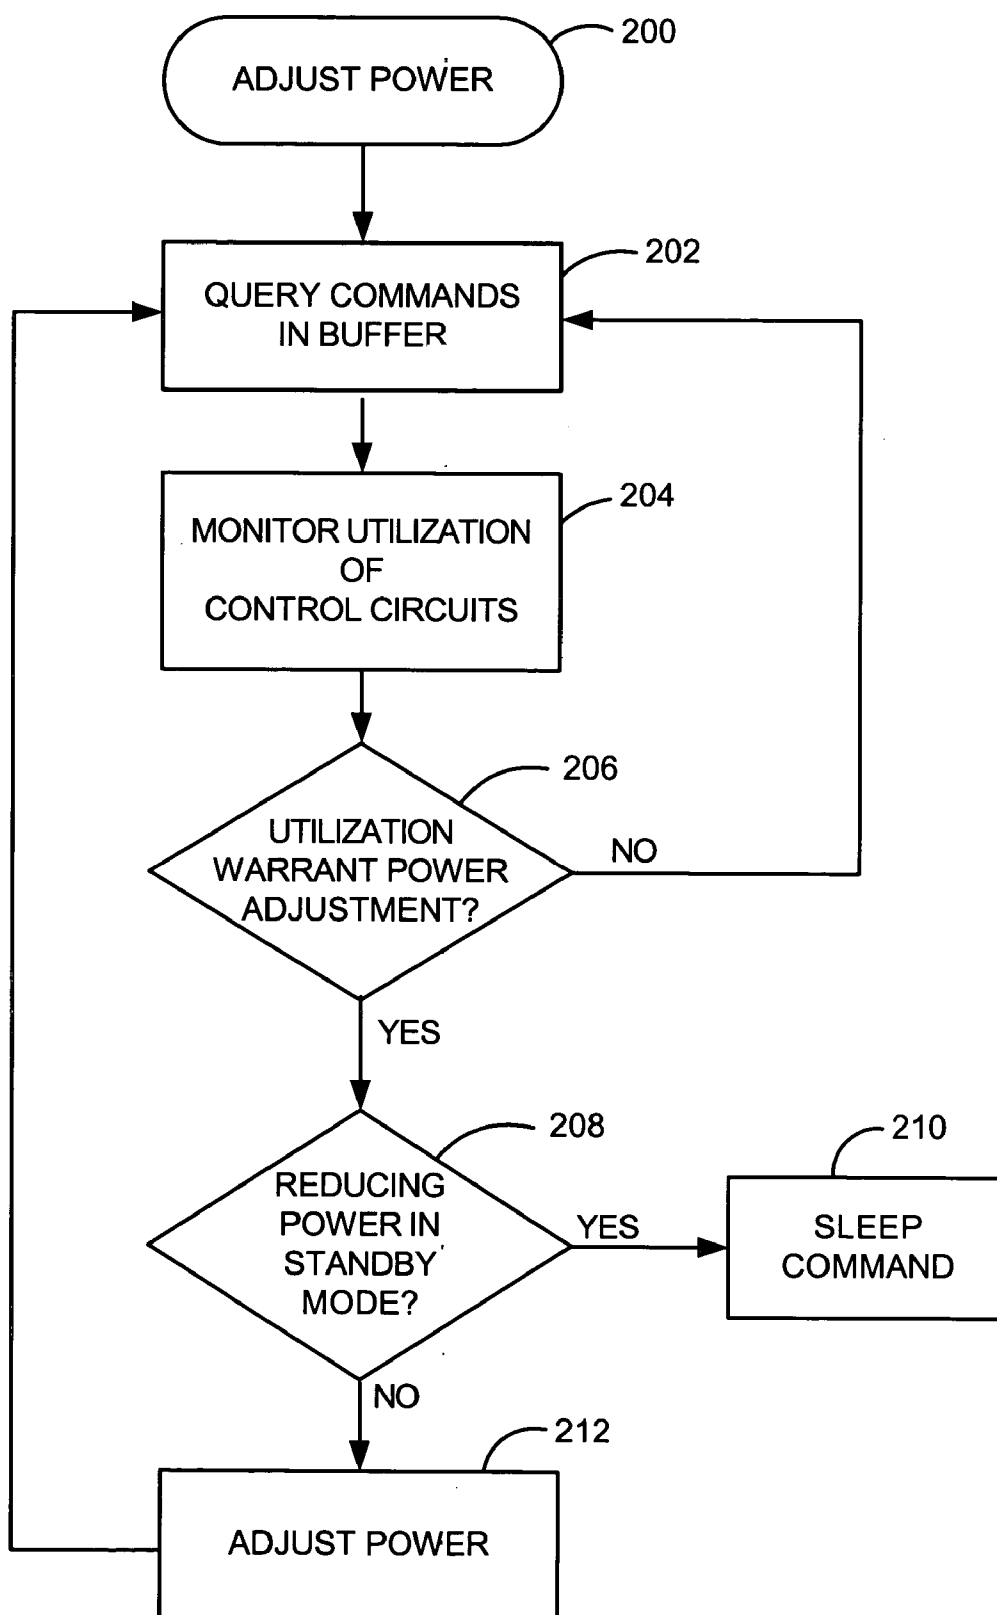 200
ADJUST POWER
202
QUERY COMMANDS
IN BUFFER
204
MONITOR UTILIZATION
OF
CONTROL CIRCUITS
206
UTILIZATION
WARRANT POWER
ADJUSTMENT?
NO
YES
208
REDUCING
POWER IN
STANDBY
MODE?
YES
210
SLEEP
COMMAND
NO
212
ADJUST POWER